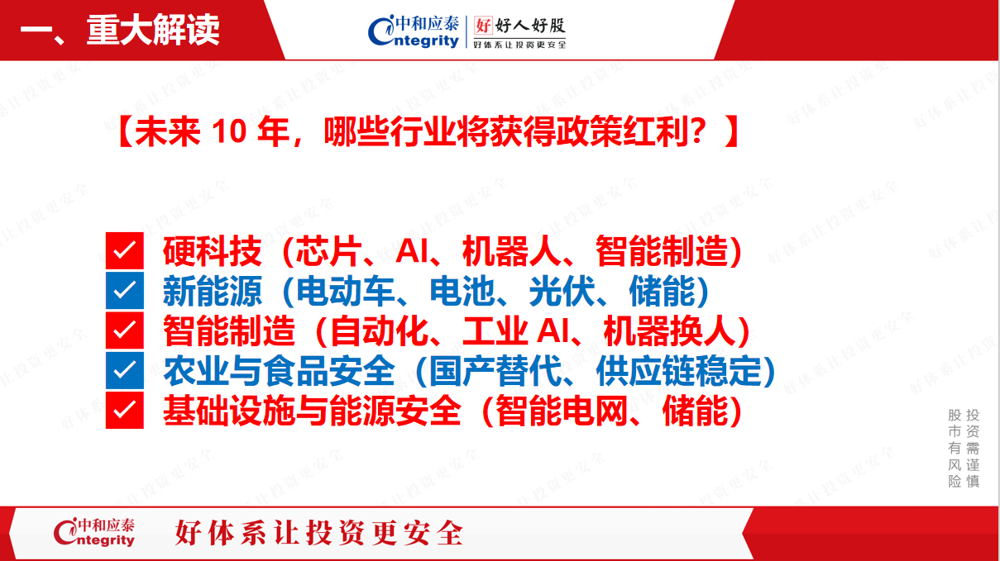 一、重大解读
中和应泰
ntegrity
好 好人好股
好体系让投资更安全
【未来 10 年，哪些行业将获得政策红利？】
硬科技（芯片、AI、机器人、智能制造）
新能源（电动车、电池、光伏、储能）
智能制造（自动化、工业 AI、机器换人）
农业与食品安全（国产替代、供应链稳定）
基础设施与能源安全（智能电网、储能）
投资需谨慎
股市有风险
中和应泰
Cntegrity
好体系让投资更安全